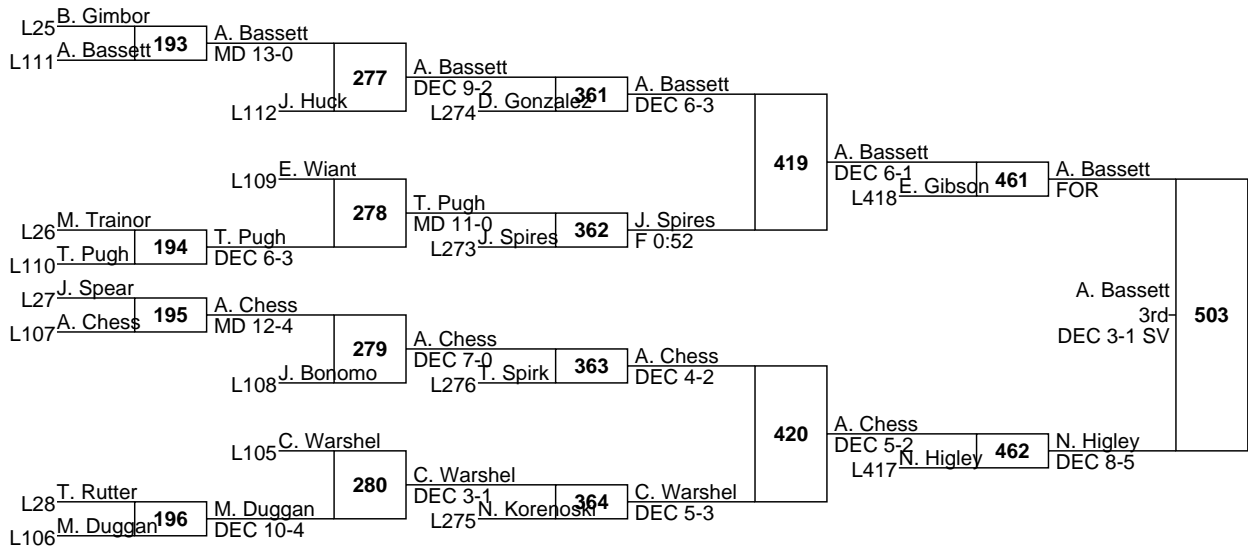 L25 B. Gimbor
L111 A. Bassett
193
A. Bassett
MD 13-0
L112 J. Huck
277
A. Bassett
DEC 9-2
L274 D. Gonzalez
361
A. Bassett
DEC 6-3
L109 E. Wiant
L26 M. Trainor
L110 T. Pugh
194
T. Pugh
DEC 6-3
278
T. Pugh
MD 11-0
L273 J. Spires
362
J. Spires
F 0:52
419
A. Bassett
DEC 6-1
L418 E. Gibson
461
A. Bassett
FOR
L27 J. Spear
L107 A. Chess
195
A. Chess
MD 12-4
L108 J. Bonomo
279
A. Chess
DEC 7-0
L276 T. Spirk
363
A. Chess
DEC 4-2
L105 C. Warshel
L28 T. Rutter
L106 M. Duggan
196
M. Duggan
DEC 10-4
280
C. Warshel
DEC 3-1
L275 N. Korenoski
364
C. Warshel
DEC 5-3
420
A. Chess
DEC 5-2
L417 N. Higley
462
N. Higley
DEC 8-5
A. Bassett
3rd
DEC 3-1 SV
503